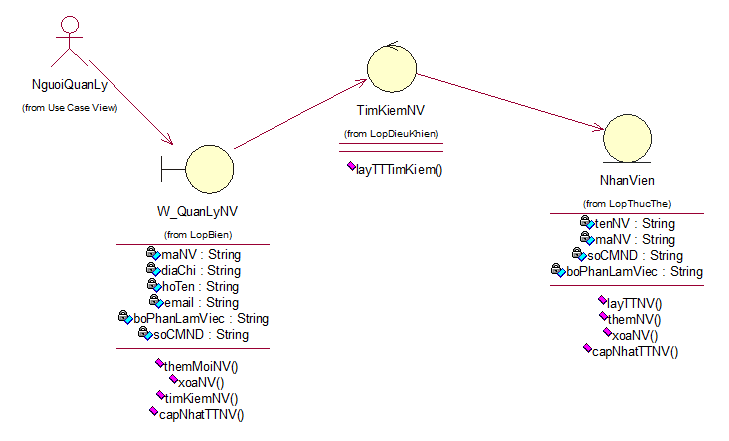 NguoiQuanLy
(from Use Case View)
W_QuanLyNV
(from LopBien)
maNV : String
diaChi : String
hoTen : String
email : String
boPhanLamViec : String
soCMND : String
themMoiNV()
xoaNV()
timKiemNV()
capNhatTTNV()
TimKiemNV
(from LopDieuKhien)
layTTTimKiem()
NhanVien
(from LopThucThe)
tenNV : String
maNV : String
soCMND : String
boPhanLamViec : String
layTTNV()
themNV()
xoaNV()
capNhatTTNV()